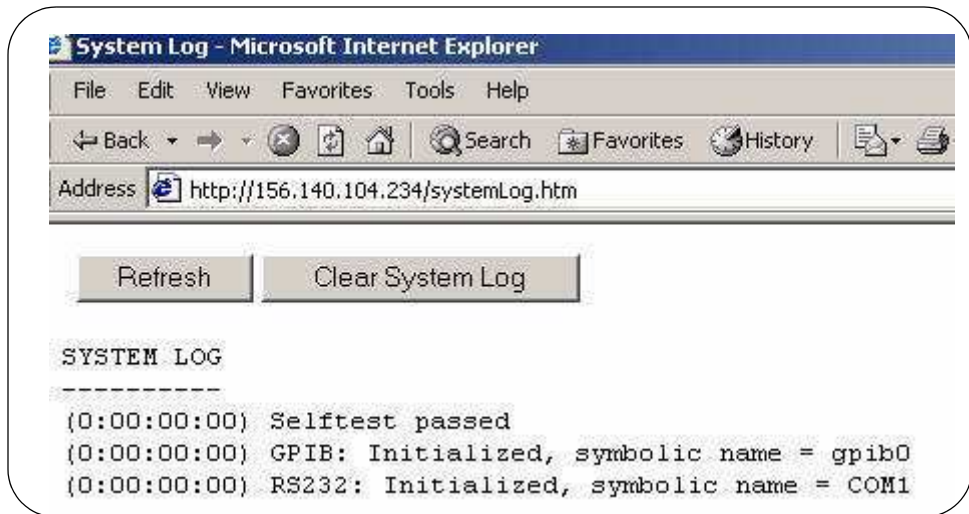 System Log - Microsoft Internet Explorer
File Edit View Favorites Tools Help
Back Search Favorites History
Address http://156.140.104.234/systemLog.htm
Refresh Clear System Log
SYSTEM LOG
----------
(0:00:00:00) Selftest passed
(0:00:00:00) GPIB: Initialized, symbolic name = gpib0
(0:00:00:00) RS232: Initialized, symbolic name = COM1